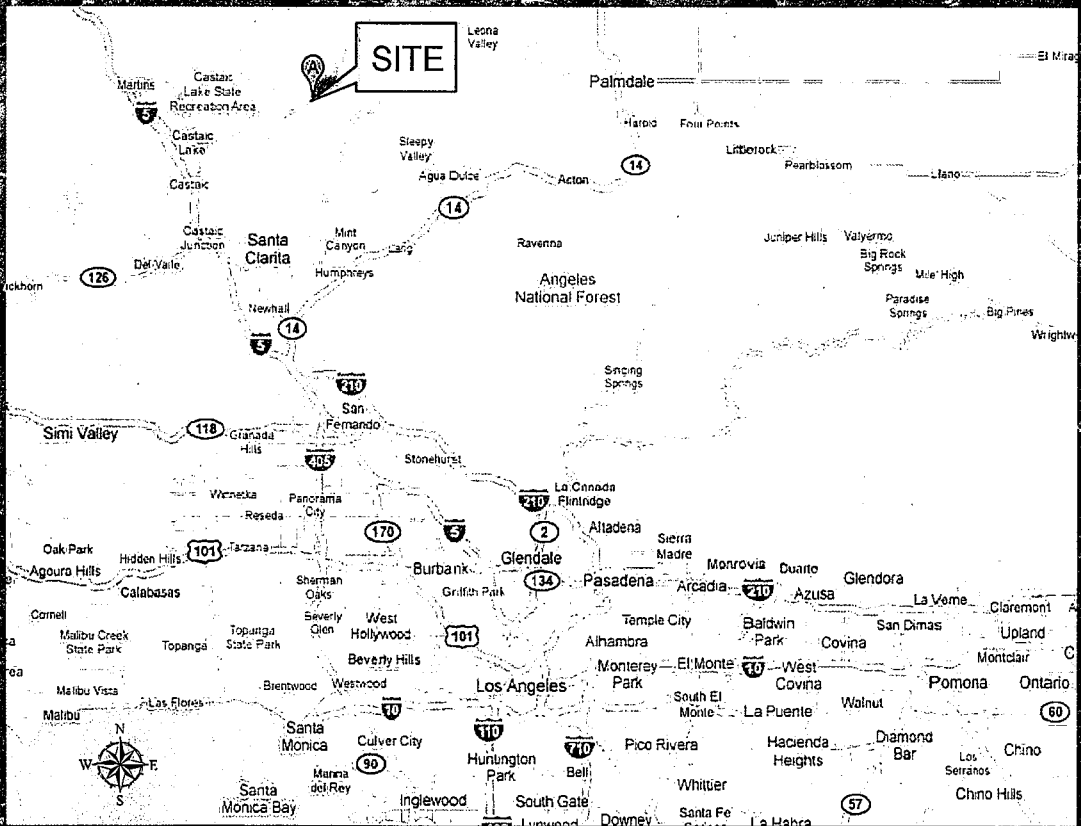 Leona
Valley
SITE
A
El Mirag
Palmdale
Martins
Castaic
Lake State
Recreation Area
5
Harold
Four Points
Castaic
Lake
Sleepy
Valley
Littlerock
14
Pearblossom
Llano
Agua Dulce
Acton
Castaic
14
Castaic
Junction
Santa
Clarita
Mint
Canyon
Lang
Ravenna
Juniper Hills
Valyermo
Big Rock
Springs
Del Valle
126
ickhorn
Humphreys
Angeles
National Forest
Mile High
Newhall
14
Paradise
Springs
Big Pines
5
Wrightw
Singing
Springs
210
San
Fernando
118
Simi Valley
Granada
Hills
405
Stonehurst
La Canada
Flintridge
210
Winnetka
Panorama
City
Reseda
170
5
2
Altadena
Sierra
Madre
Oak Park
Hidden Hills
101
Tarzana
Glendale
Monrovia
Duarte
Agoura Hills
Burbank
134
Pasadena
Arcadia
210
Azusa
Glendora
Calabasas
Sherman
Oaks
Griffith Park
La Verne
Claremont
A
Cornell
Beverly
Glen
West
Hollywood
Temple City
Baldwin
Park
San Dimas
Upland
Malibu Creek
State Park
Topanga
Topanga
State Park
101
Alhambra
Covina
Beverly Hills
Monterey
Park
El Monte
10
West
Covina
Montclair
C
Malibu Vista
Brentwood
Westwood
Los Angeles
Pomona
Ontario
Las Flores
10
South El
Monte
La Puente
Walnut
60
Malibu
Santa
Monica
Culver City
110
710
Pico Rivera
Hacienda
Heights
Diamond
Bar
Chino
N
W
E
S
90
Huntington
Park
Bell
Los
Serranos
Marina
del Rey
Whittier
Chino Hills
Santa
Monica Bay
Inglewood
South Gate
57
Lynwood
Downey
Santa Fe
La Habra